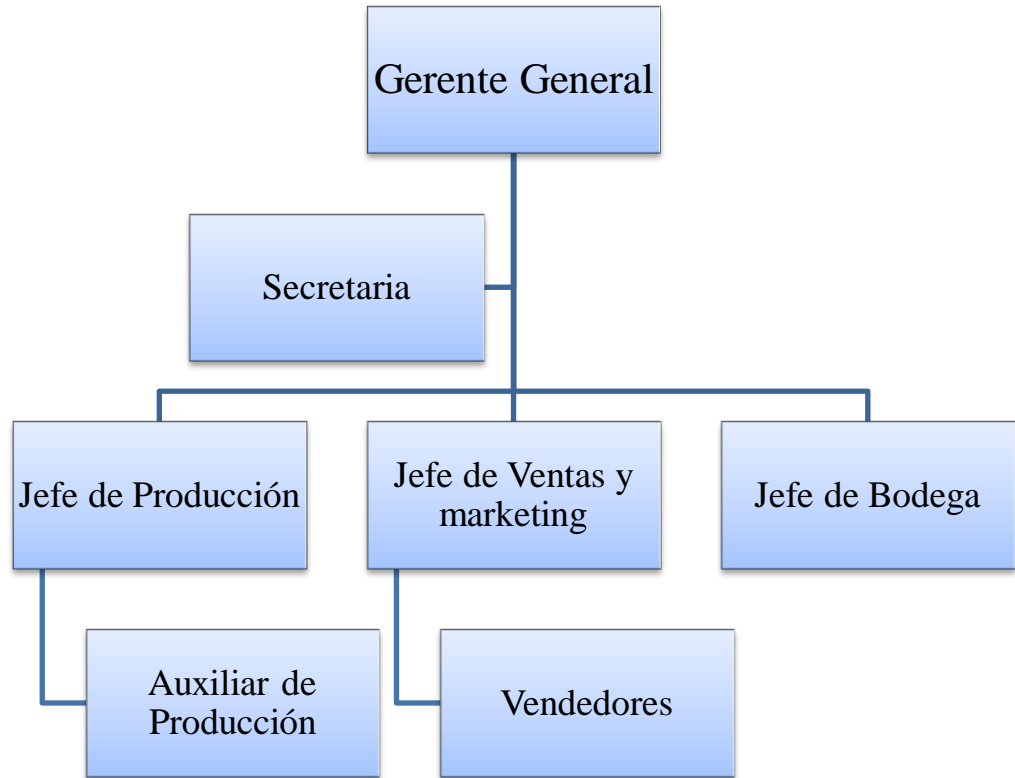 Gerente General
Secretaria
Jefe de Producción
Jefe de Ventas y
marketing
Jefe de Bodega
Auxiliar de
Producción
Vendedores